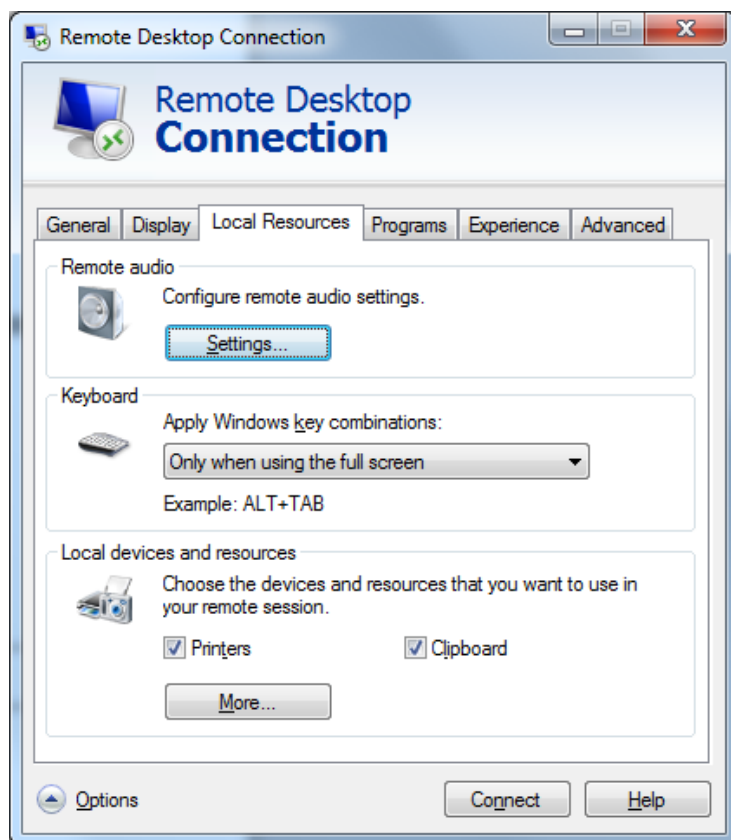 Remote Desktop Connection
X
Remote Desktop
Connection
General Display Local Resources Programs Experience Advanced
Remote audio
Configure remote audio settings.
Settings...
Keyboard
Apply Windows key combinations:
Only when using the full screen
Example: ALT+TAB
Local devices and resources
Choose the devices and resources that you want to use in
your remote session.
Printers Clipboard
More...
Options Connect Help